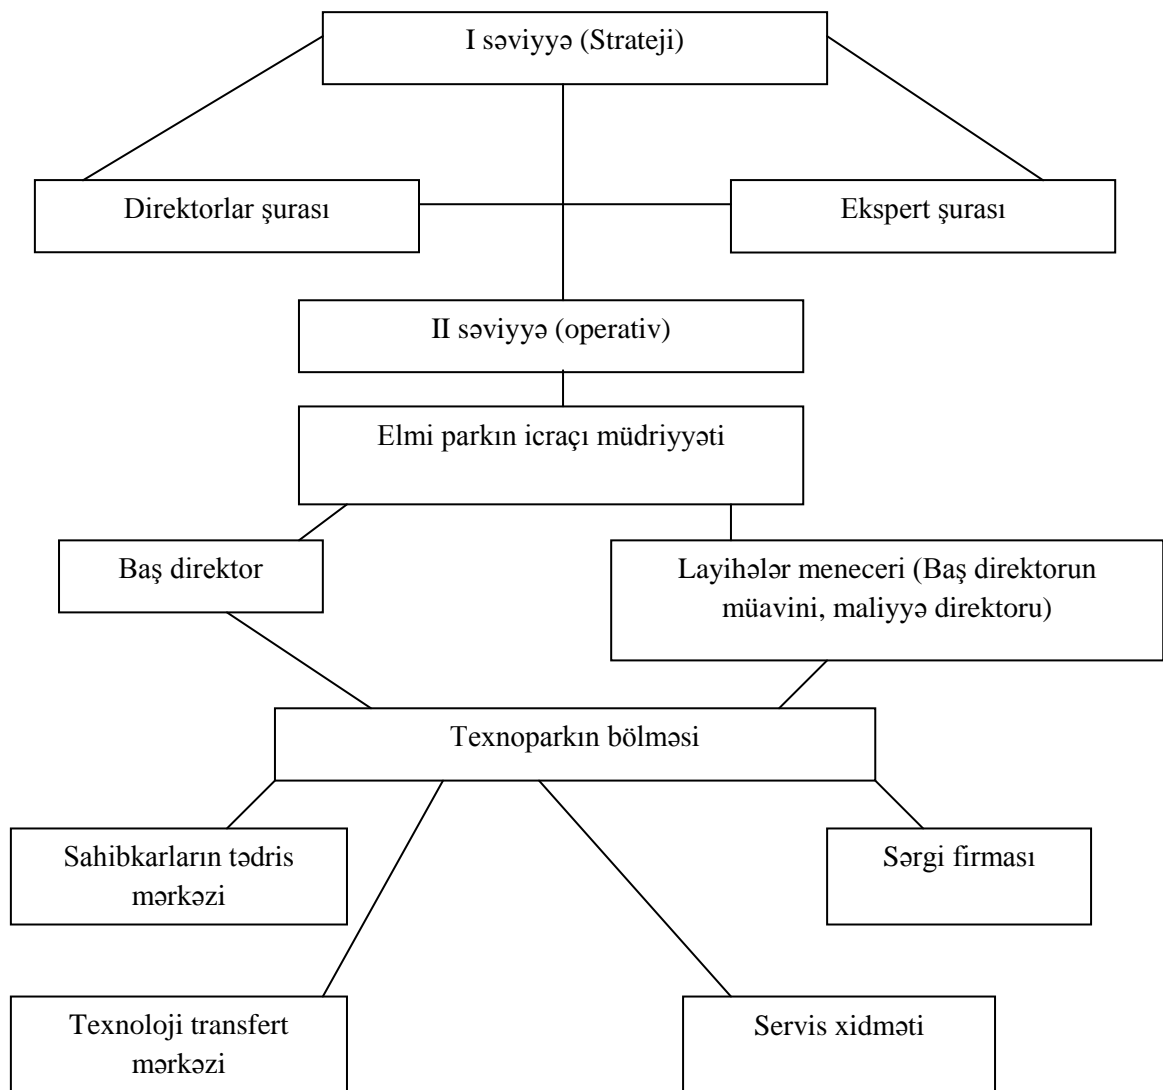 I səviyyə (Strateji)
Direktorlar şurası
Ekspert şurası
II səviyyə (operativ)
Elmi parkın icraçı müdriyyəti
Baş direktor
Layihələr meneceri (Baş direktorun
müavini, maliyyə direktoru)
Texnoparkın bölməsi
Sahibkarların tədris
mərkəzi
Sərgi firması
Texnoloji transfert
mərkəzi
Servis xidməti